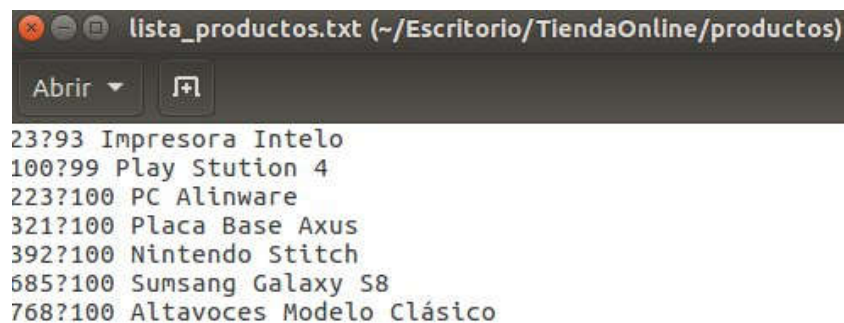 lista_productos.txt (~/Escritorio/TiendaOnline/productos)
Abrir
23?93 Impresora Intelo
100?99 Play Stution 4
223?100 PC Alinware
321?100 Placa Base Axus
392?100 Nintendo Stitch
685?100 Sumsang Galaxy S8
768?100 Altavoces Modelo Clásico